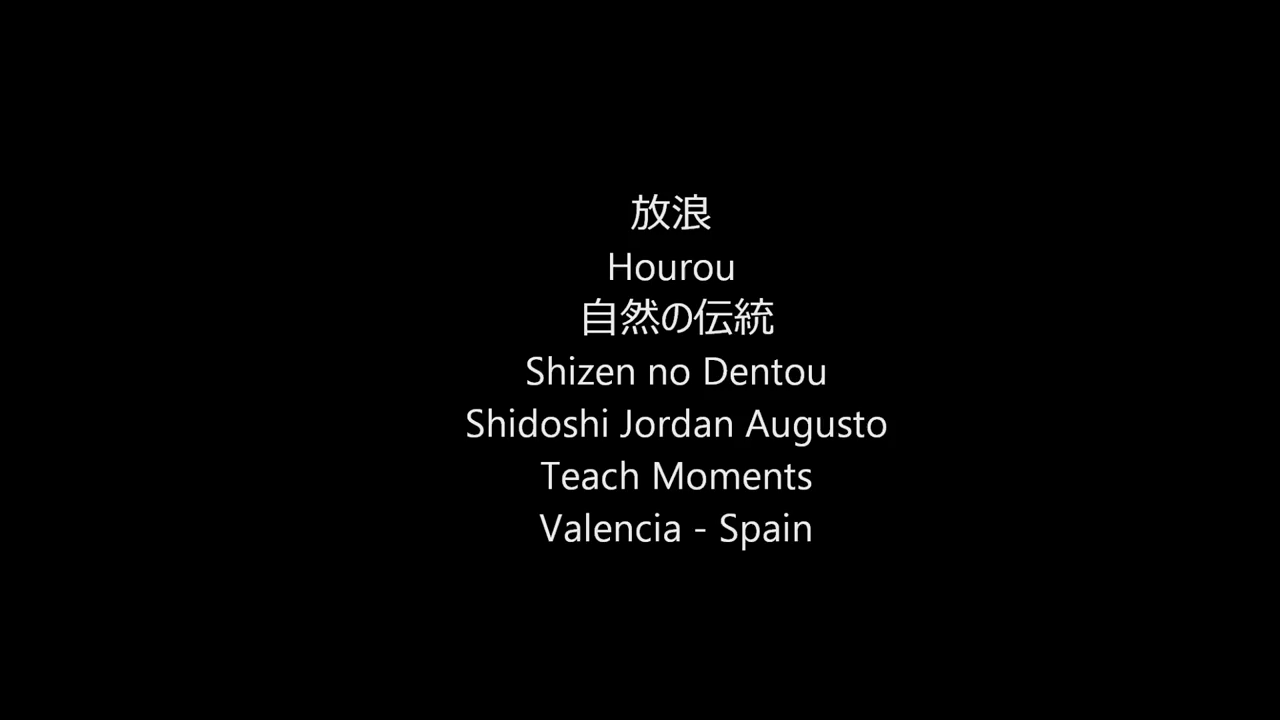 放浪
Hourou
自然の伝統
Shizen no Dentou
Shidoshi Jordan Augusto
Teach Moments
Valencia - Spain